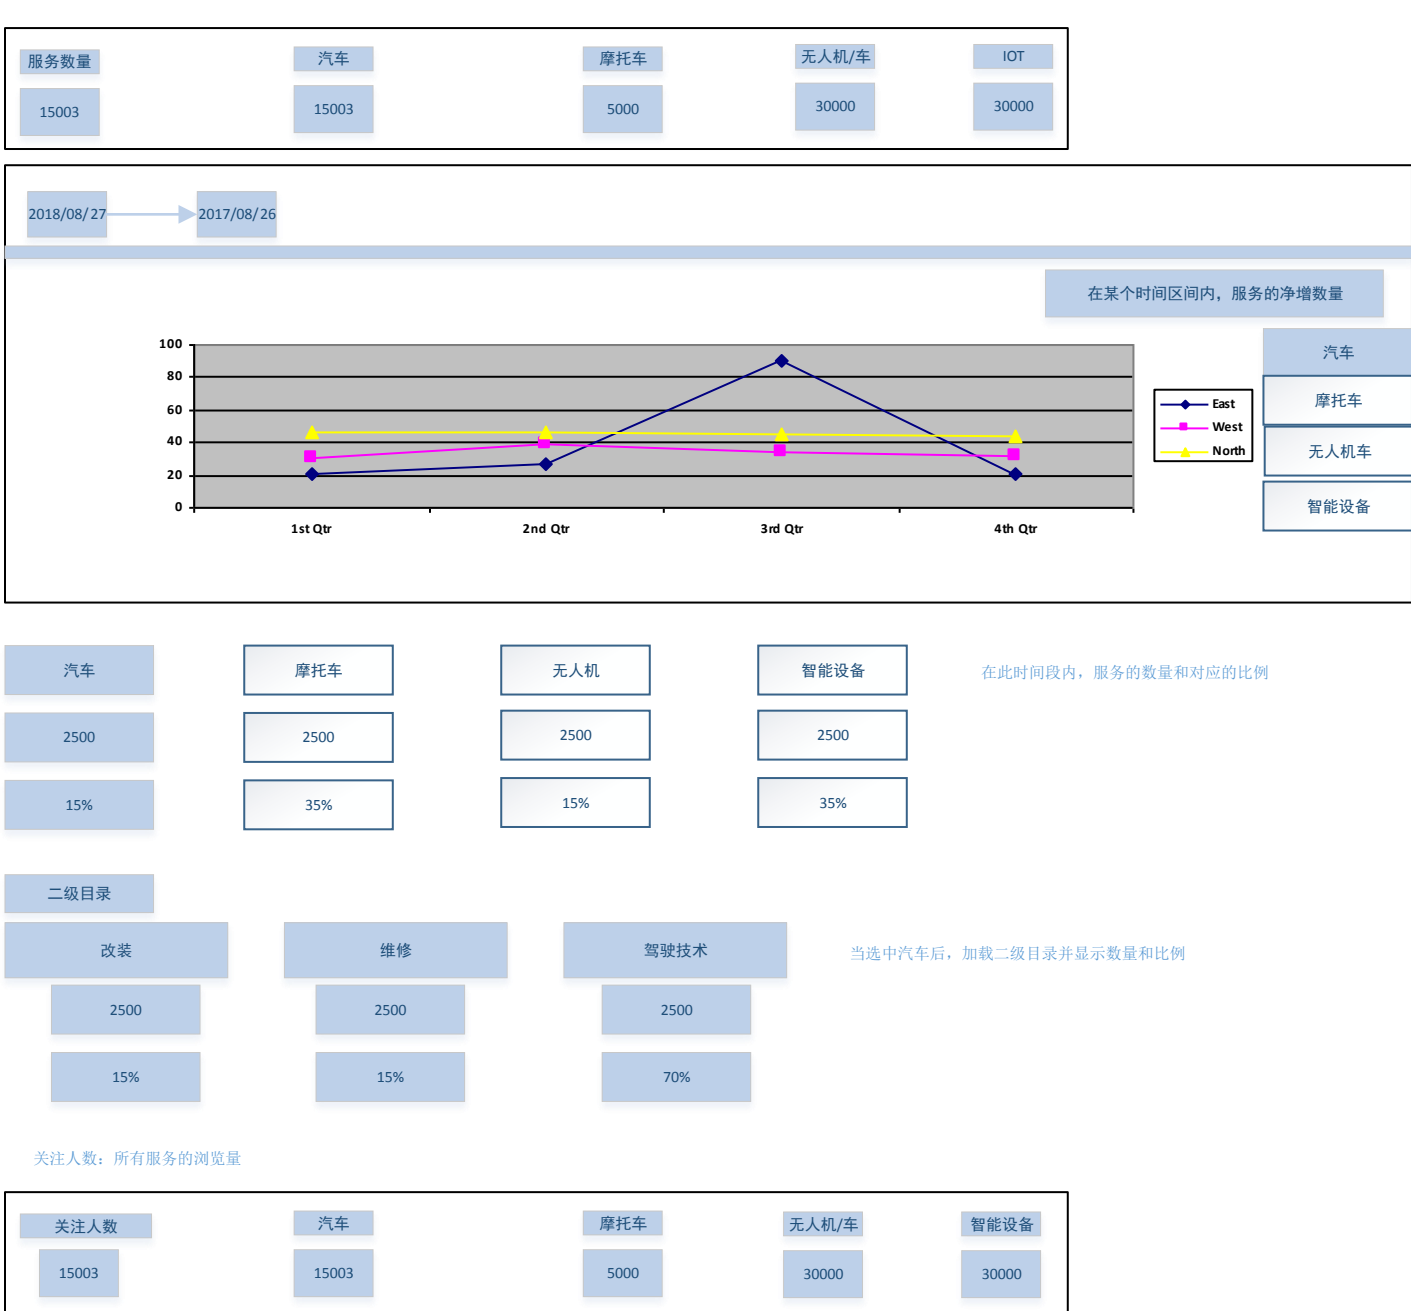 服务数量 汽车 摩托车 无人机/车 IOT
15003 15003 5000 30000 30000
2018/08/27 2017/08/26
在某个时间区间内，服务的净增数量
100
80
60
40
20
0
1st Qtr 2nd Qtr 3rd Qtr 4th Qtr
East
West
North
汽车
摩托车
无人机车
智能设备
汽车 摩托车 无人机 智能设备 在此时间段内，服务的数量和对应的比例
2500 2500 2500 2500
15% 35% 15% 35%
二级目录
改装 维修 驾驶技术 当选中汽车后，加载二级目录并显示数量和比例
2500 2500 2500
15% 15% 70%
关注人数：所有服务的浏览量
关注人数 汽车 摩托车 无人机/车 智能设备
15003 15003 5000 30000 30000